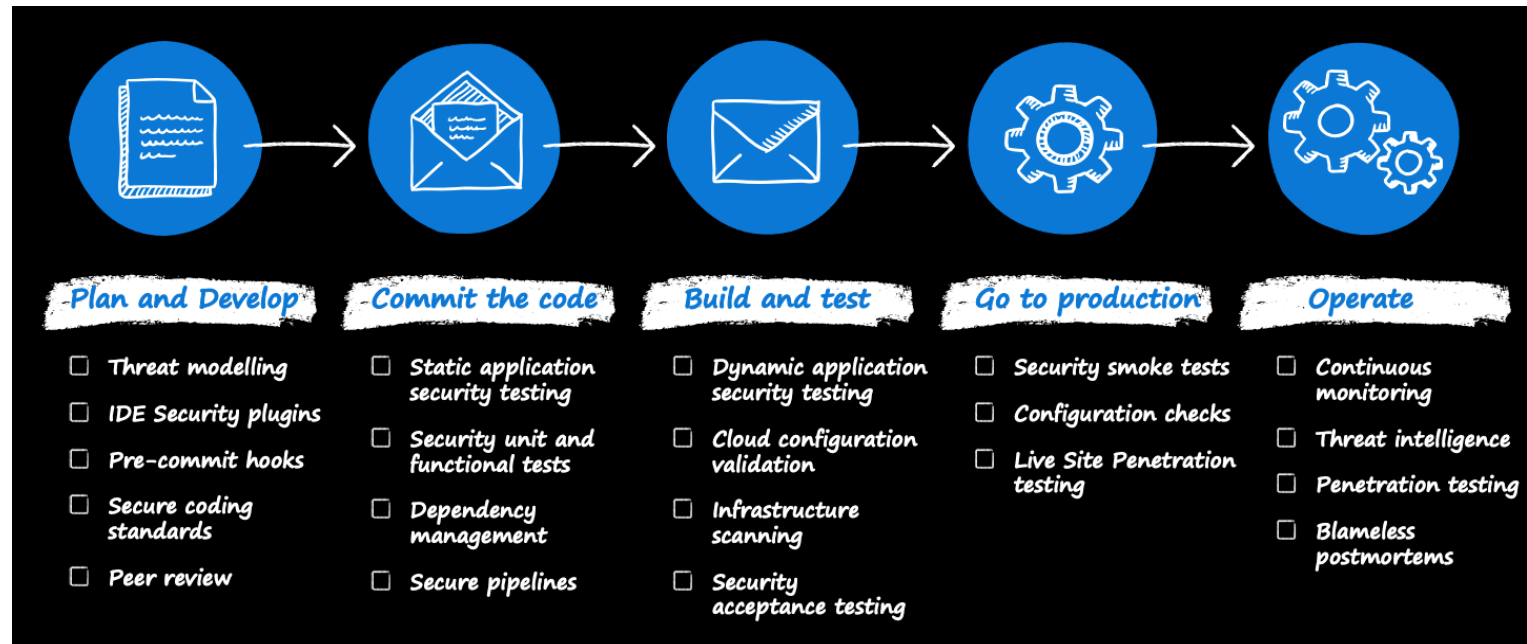 Plan and Develop
Threat modelling
IDE Security plugins
Pre-commit hooks
Secure coding
standards
Peer review
Commit the code
Static application
security testing
Security unit and
functional tests
Dependency
management
Secure pipelines
Build and test
Dynamic application
security testing
Cloud configuration
validation
Infrastructure
scanning
Security
acceptance testing
Go to production
Security smoke tests
Configuration checks
Live Site Penetration
testing
Operate
Continuous
monitoring
Threat intelligence
Penetration testing
Blameless
postmortems